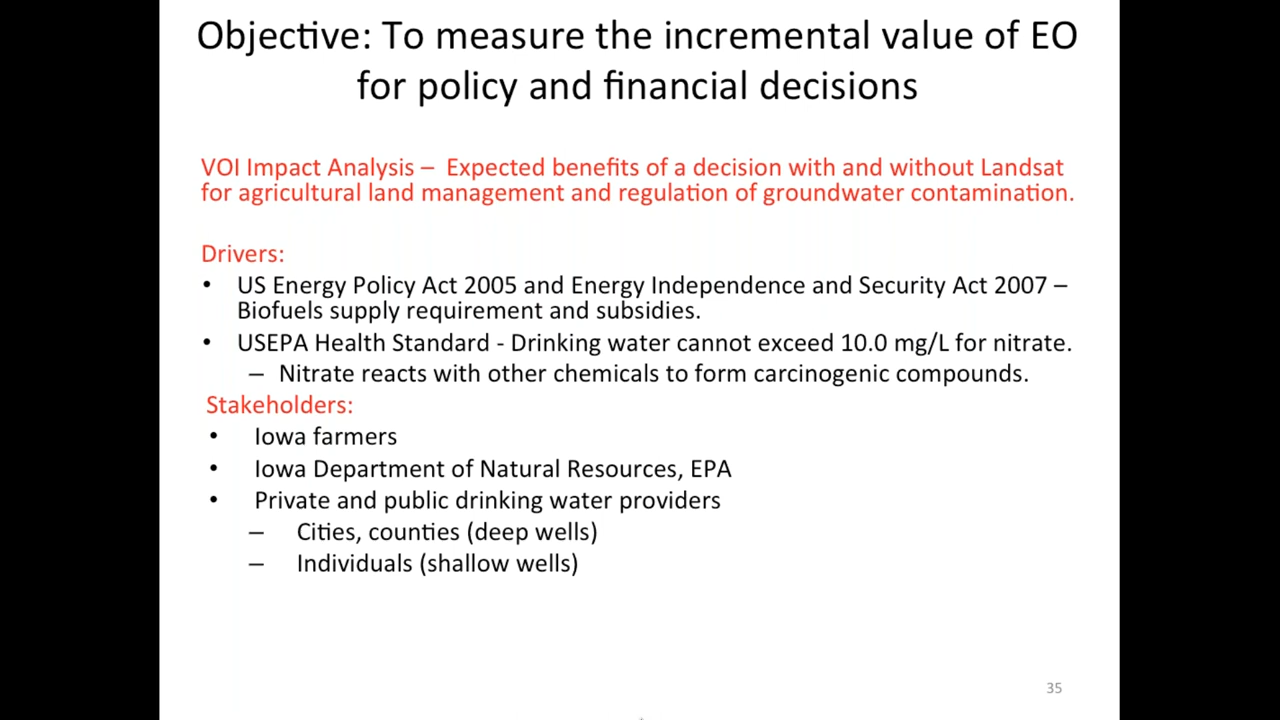 Objective: To measure the incremental value of EO
for policy and financial decisions
VOI Impact Analysis – Expected benefits of a decision with and without Landsat
for agricultural land management and regulation of groundwater contamination.
Drivers:
• US Energy Policy Act 2005 and Energy Independence and Security Act 2007 –
Biofuels supply requirement and subsidies.
• USEPA Health Standard - Drinking water cannot exceed 10.0 mg/L for nitrate.
– Nitrate reacts with other chemicals to form carcinogenic compounds.
Stakeholders:
• Iowa farmers
• Iowa Department of Natural Resources, EPA
• Private and public drinking water providers
– Cities, counties (deep wells)
– Individuals (shallow wells)
35